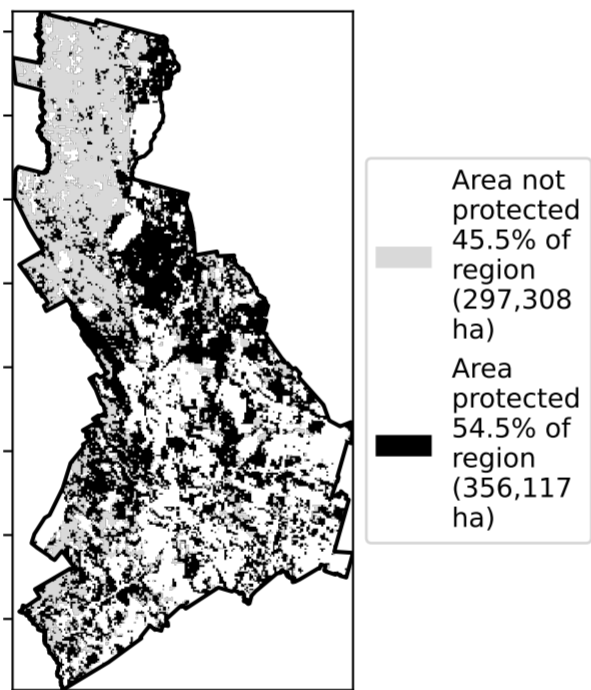 Area not
protected
45.5% of
region
(297,308
ha)
Area
protected
54.5% of
region
(356,117
ha)